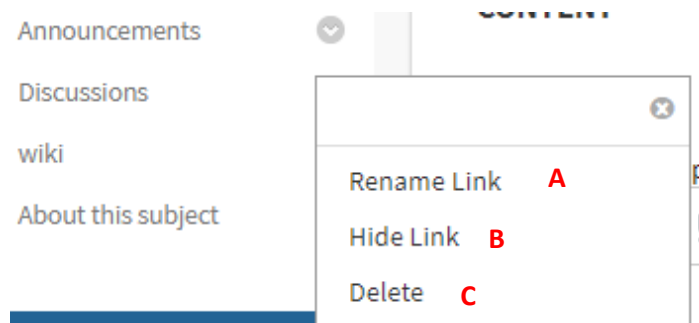 CONTENT
Announcements
Discussions
wiki
About this subject
Rename Link A
Hide Link B
Delete C